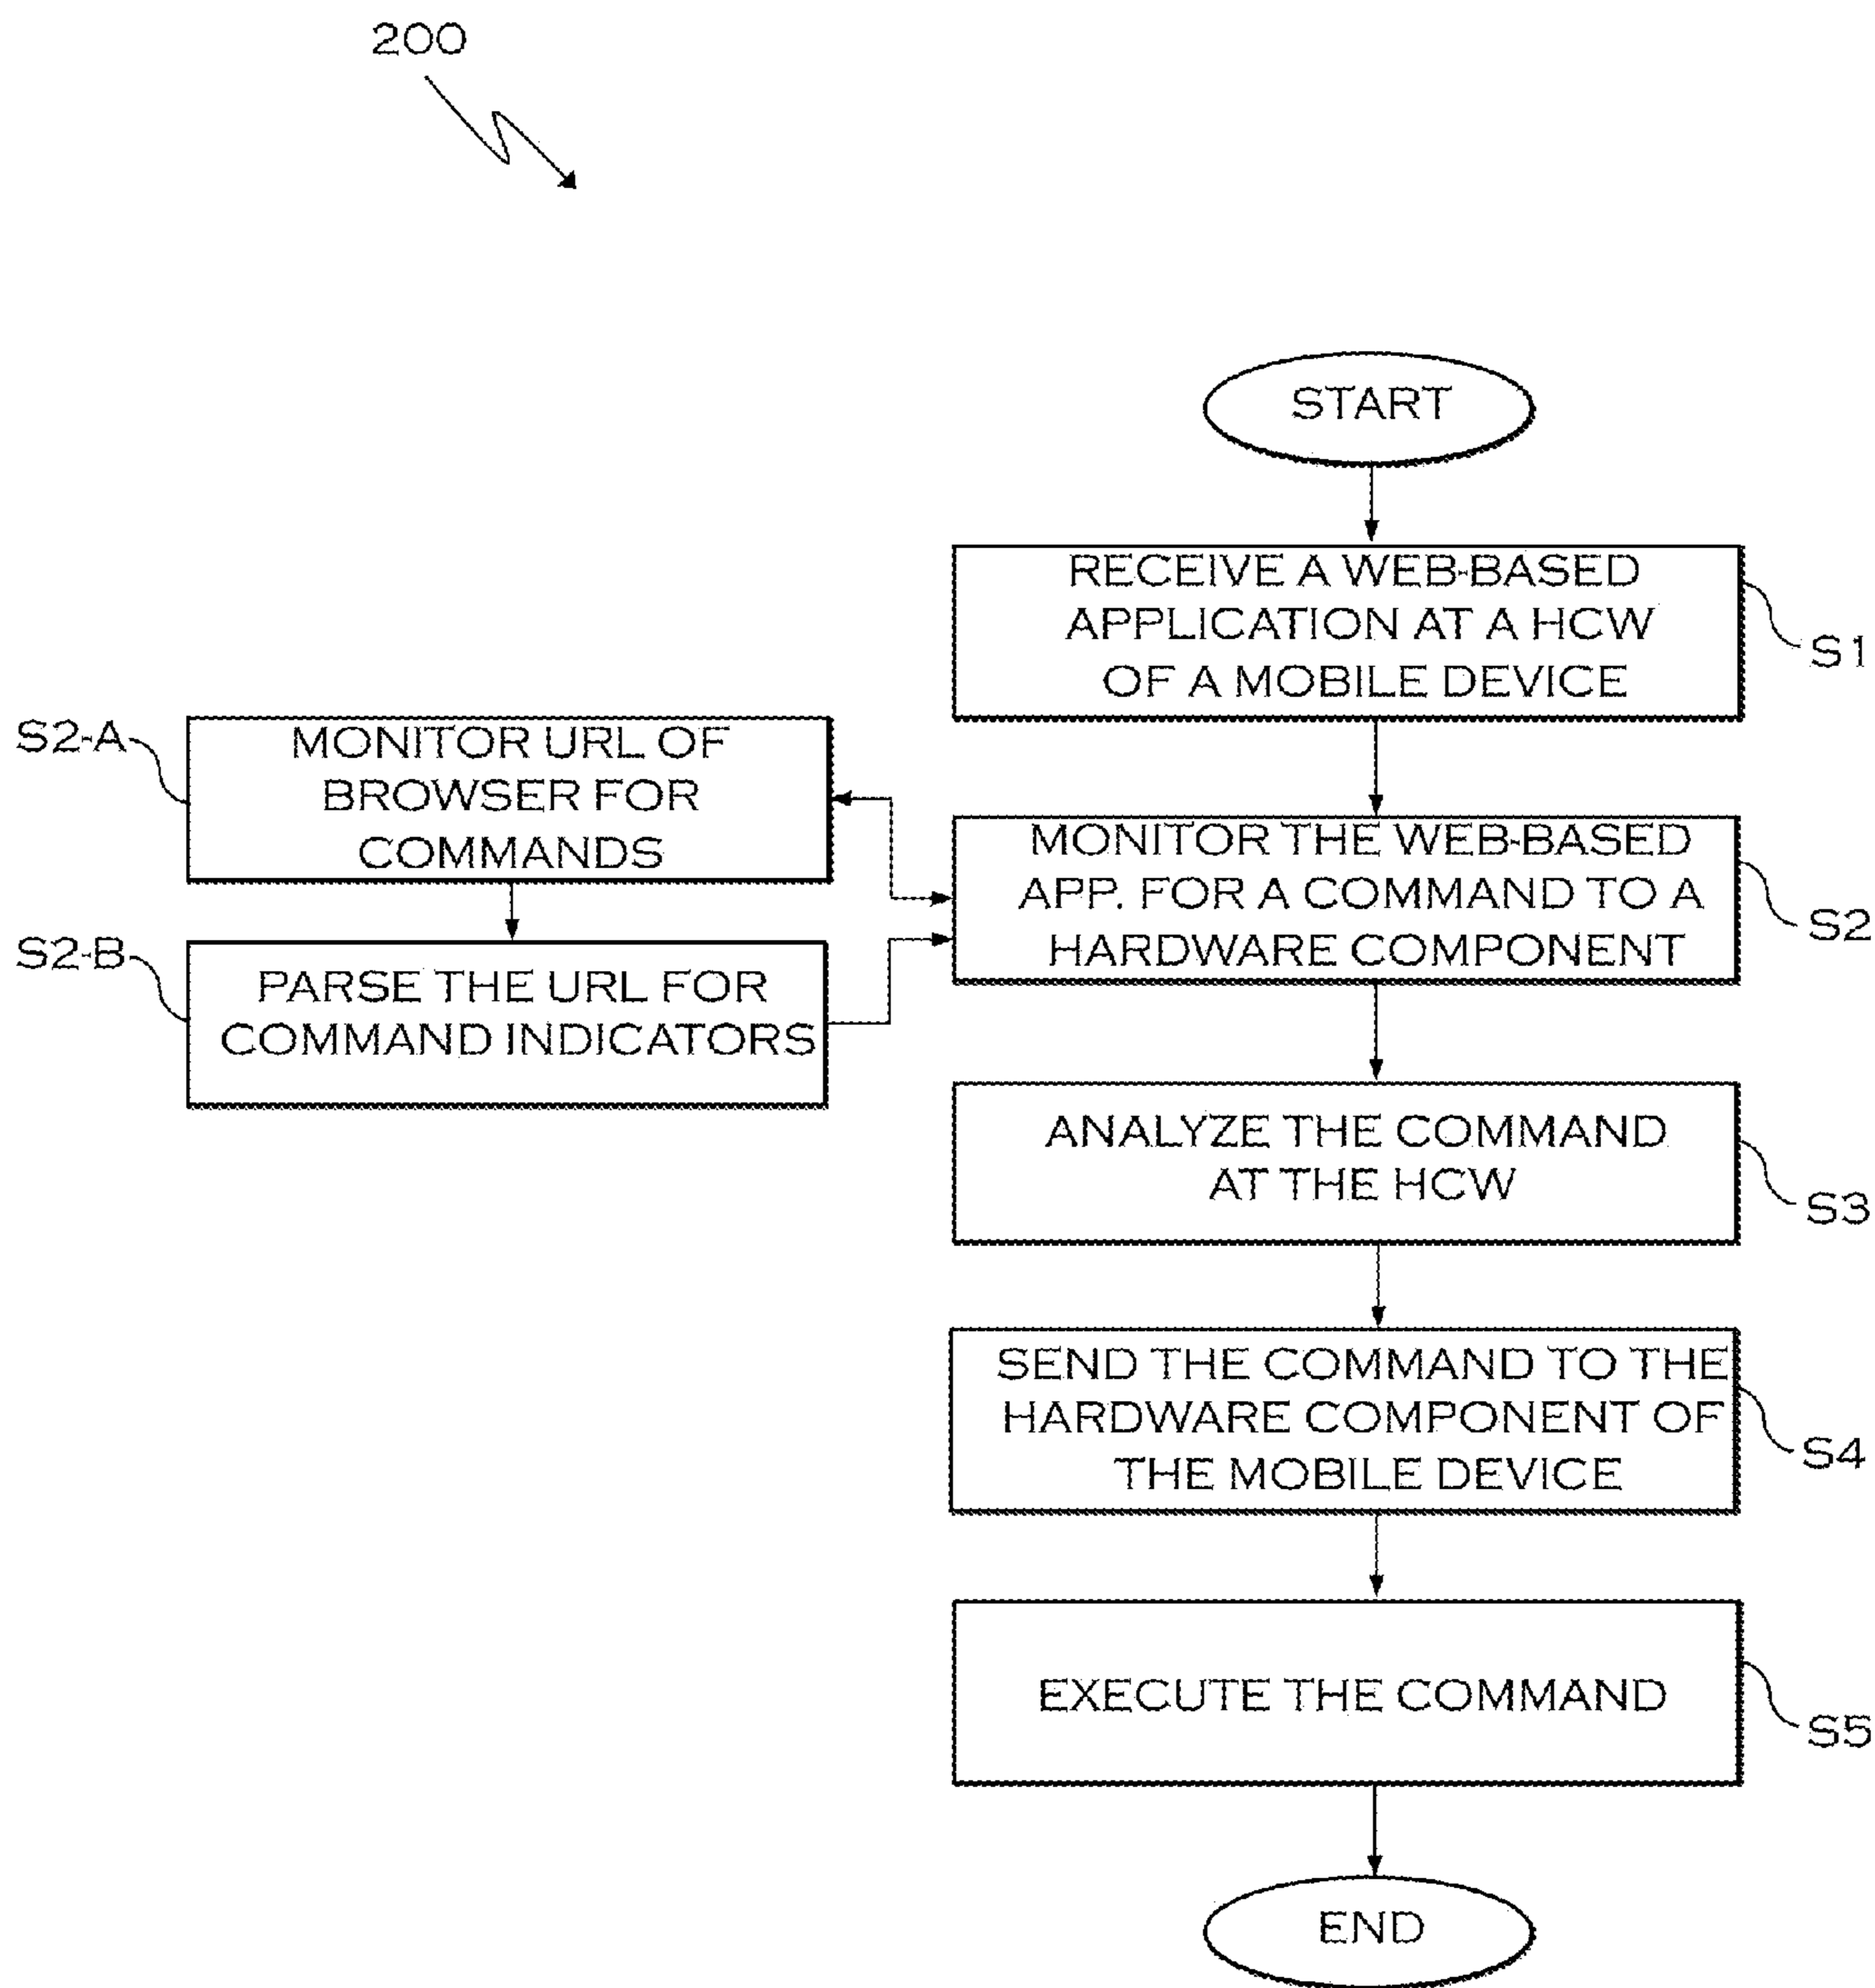 200
START
RECEIVE A WEB-BASED
APPLICATION AT A HCW
OF A MOBILE DEVICE
S1
S2-A
MONITOR URL OF
BROWSER FOR
COMMANDS
MONITOR THE WEB-BASED
APP. FOR A COMMAND TO A
HARDWARE COMPONENT
S2
S2-B
PARSE THE URL FOR
COMMAND INDICATORS
ANALYZE THE COMMAND
AT THE HCW
S3
SEND THE COMMAND TO THE
HARDWARE COMPONENT OF
THE MOBILE DEVICE
S4
EXECUTE THE COMMAND
S5
END